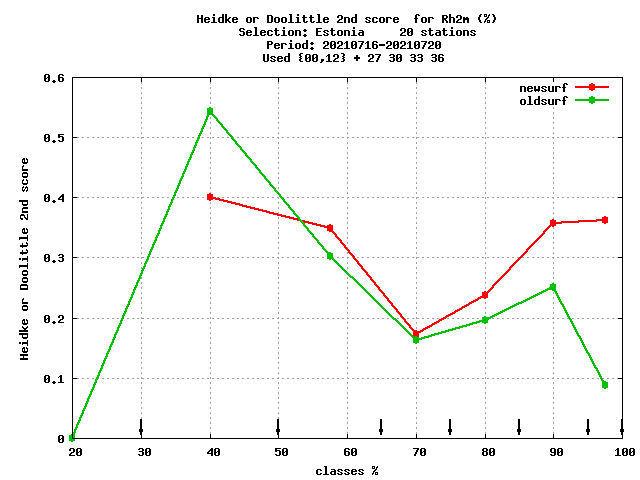 Heidke or Doolittle 2nd score  for Rh2m (%)
Selection: Estonia     20 stations
Period: 20210716-20210720
Used {00,12} + 27 30 33 36
newsurf
oldsurf
Heidke or Doolittle 2nd score
0.6
0.5
0.4
0.3
0.2
0.1
0
20 30 40 50 60 70 80 90 100
classes %